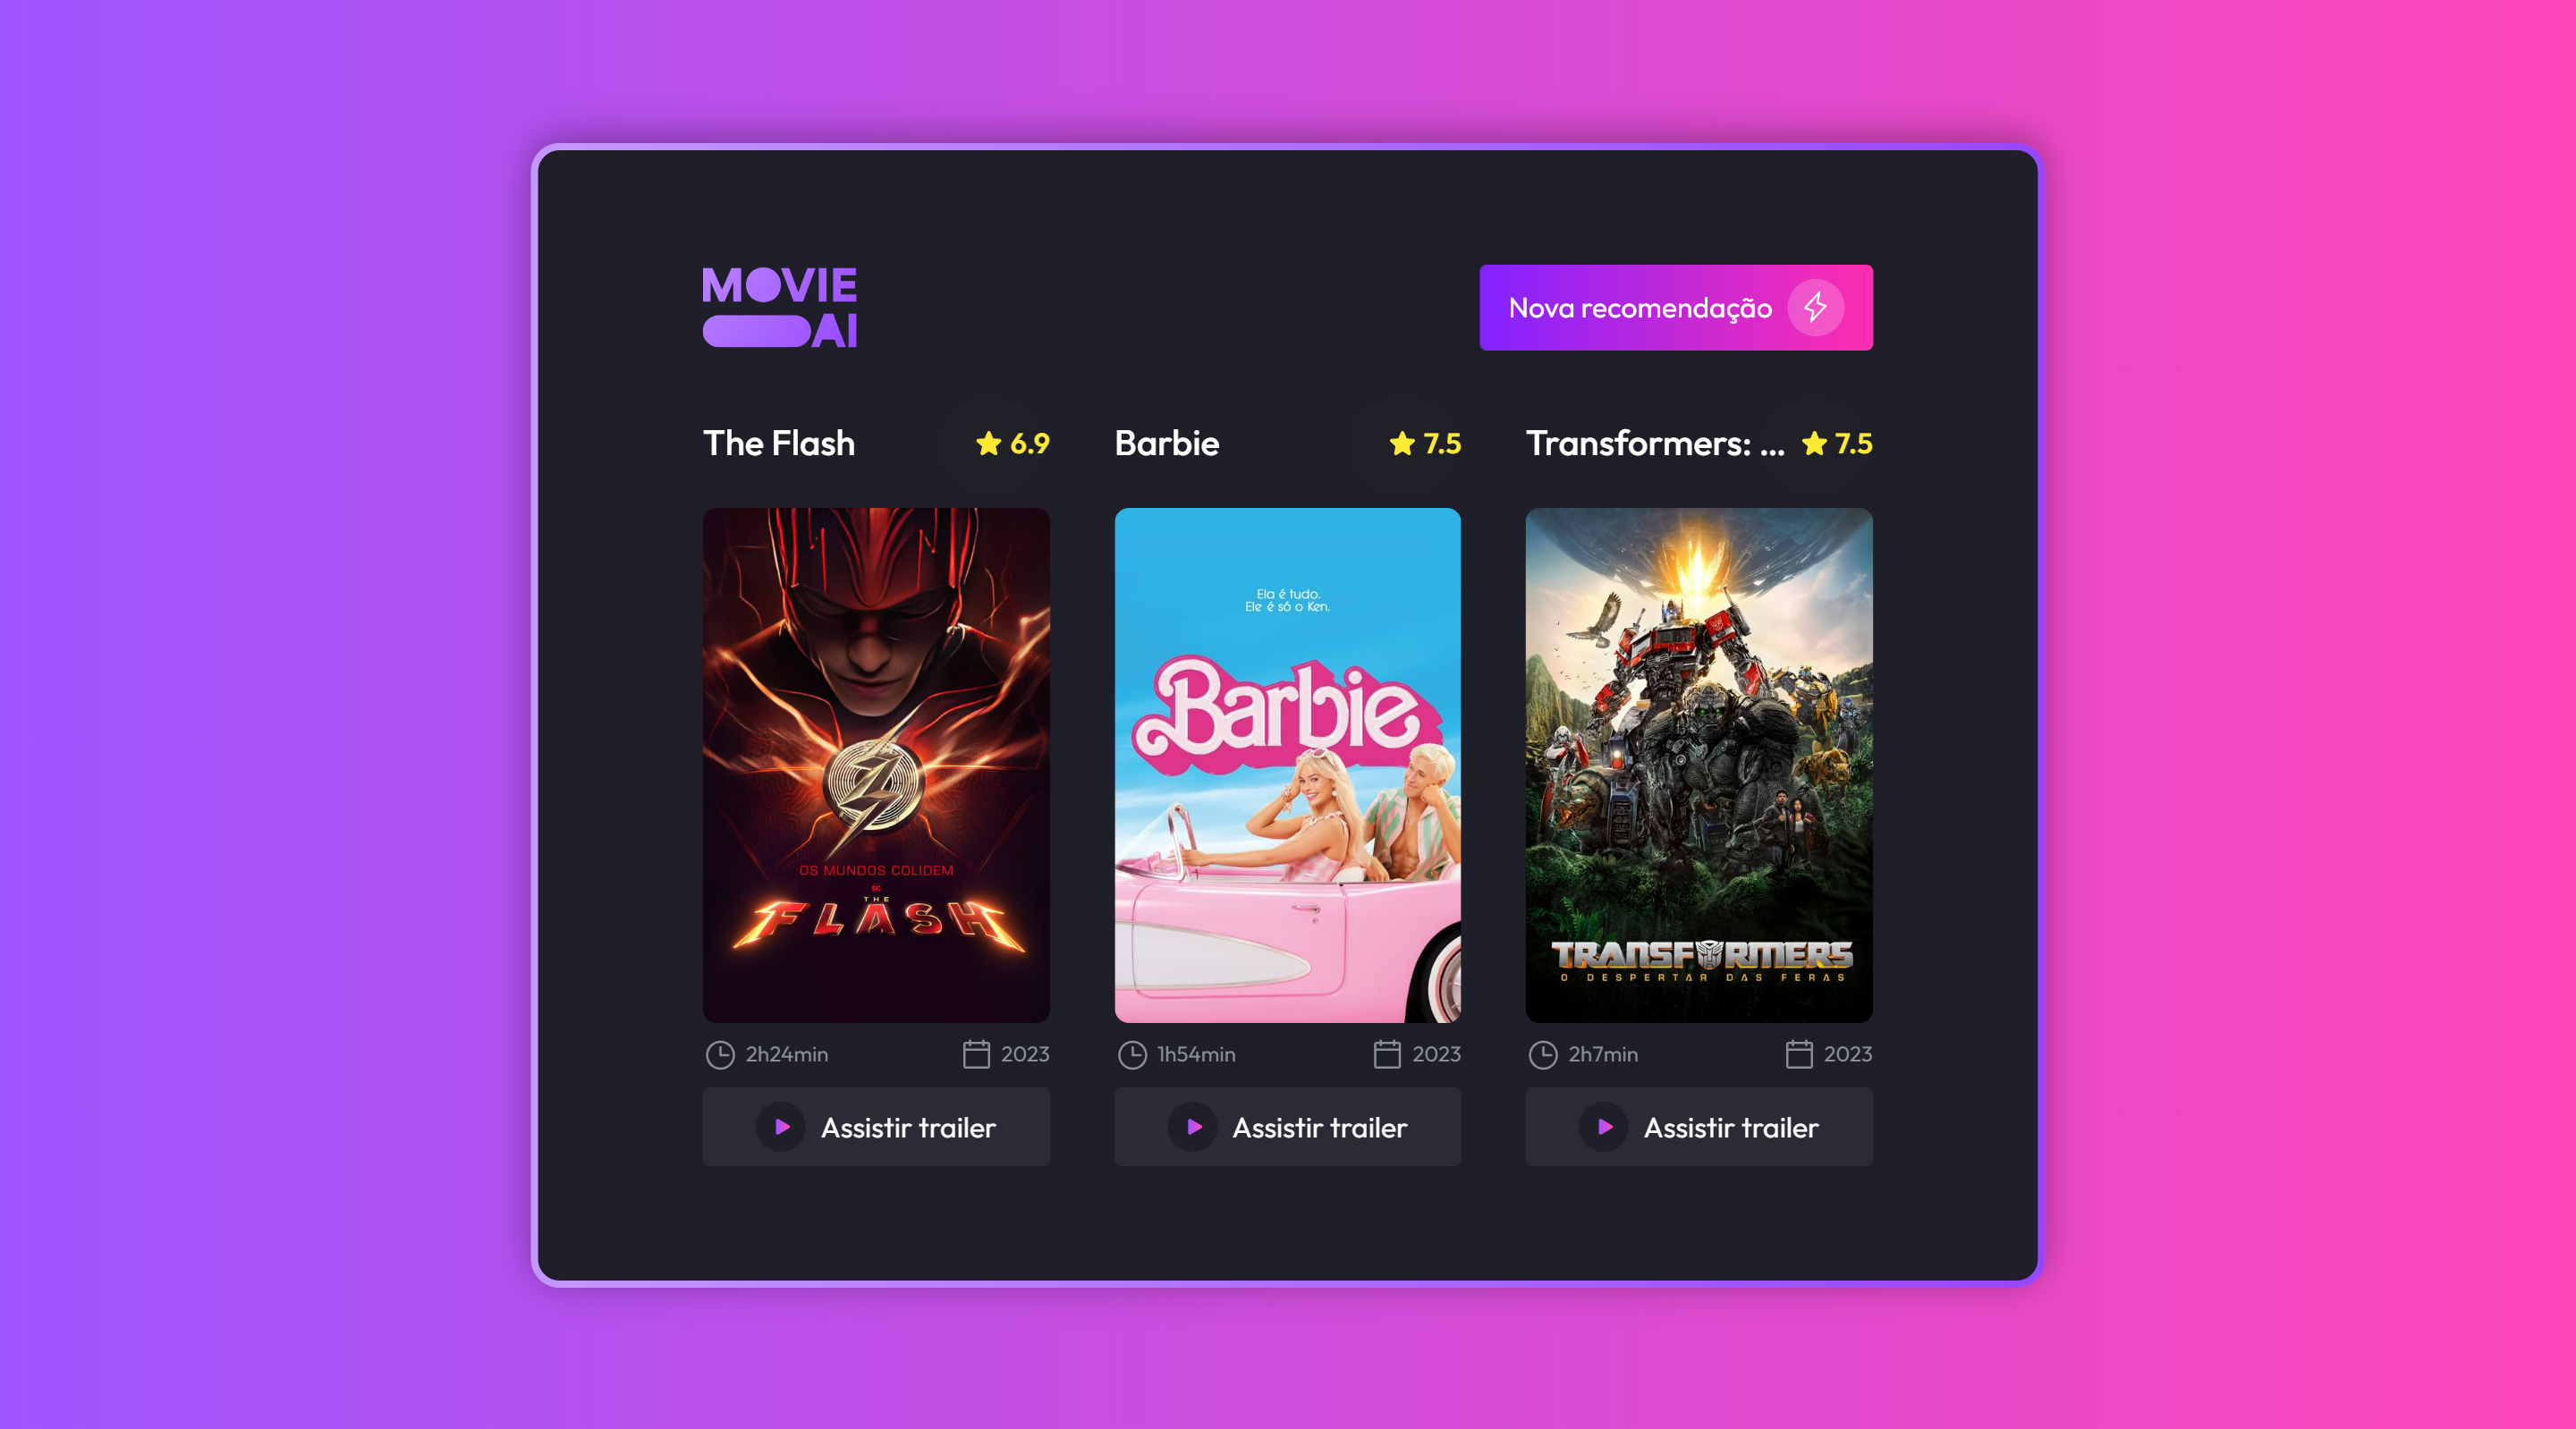 MOVIE
AI
Nova recomendação
The Flash
6.9
Barbie
7.5
Transformers: ...
7.5
OS MUNDOS COLIDEM
DC
THE
FLASH
Ela é tudo.
Ele é só o Ken.
Barbie
TRANSFORMERS
O DESPERTAR DAS FERAS
2h24min
2023
1h54min
2023
2h7min
2023
Assistir trailer
Assistir trailer
Assistir trailer